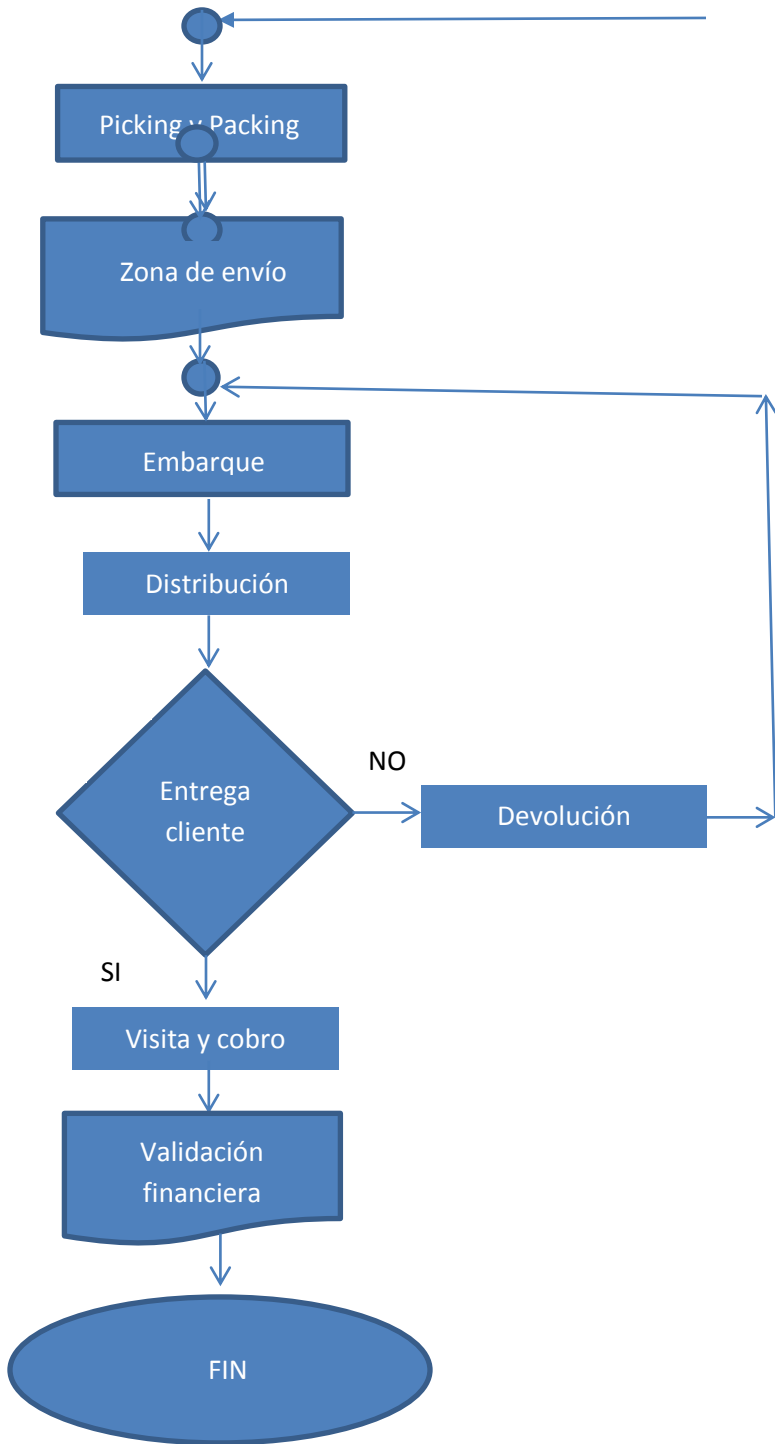 Picking y Packing
Zona de envío
Embarque
Distribución
Entrega
cliente
NO
Devolución
SI
Visita y cobro
Validación
financiera
FIN